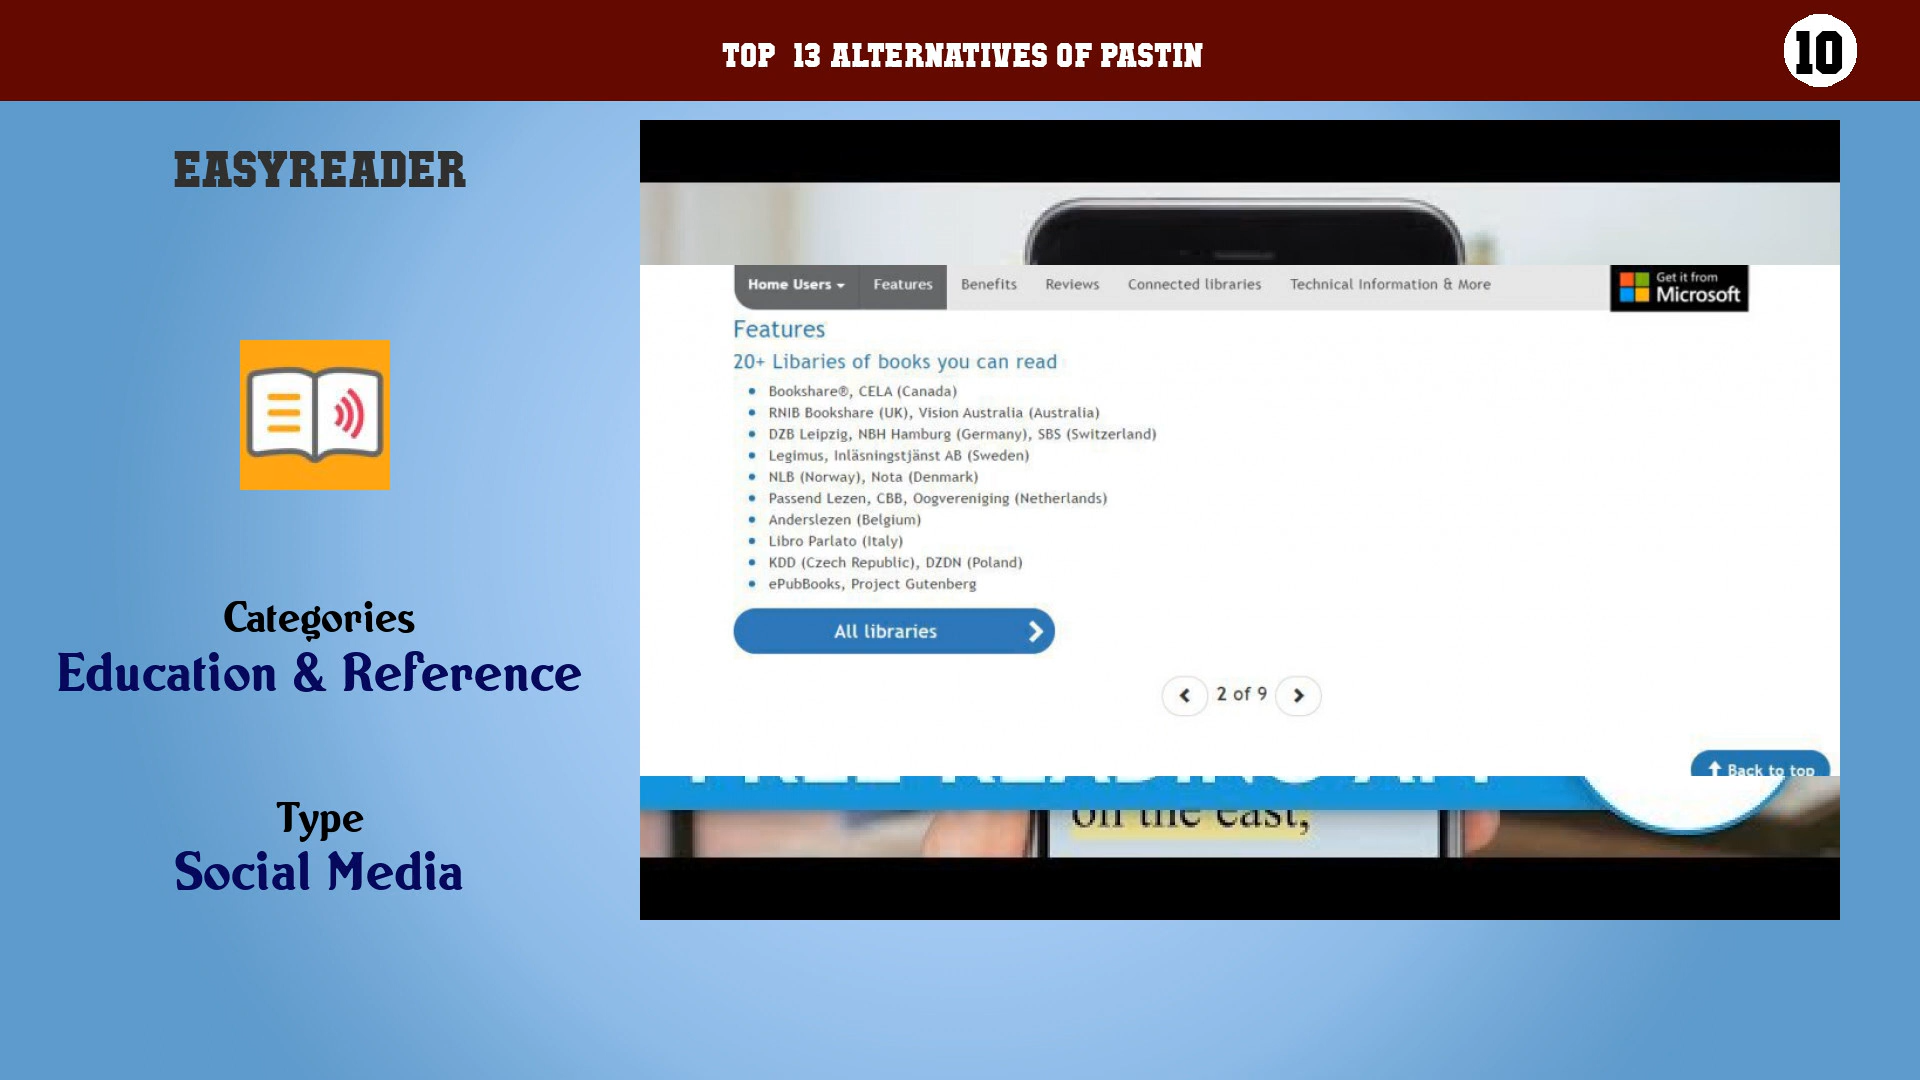 TOP 13 ALTERNATIVES OF PASTIN
10
EASYREADER
Categories
Education & Reference
Type
Social Media
Home Users Features Benefits Reviews Connected libraries Technical Information & More
Get it from
Microsoft
Features
20+ Libaries of books you can read
Bookshare®, CELA (Canada)
RNIB Bookshare (UK), Vision Australia (Australia)
DZB Leipzig, NBH Hamburg (Germany), SBS (Switzerland)
Legimus, Inläsningstjänst AB (Sweden)
NLB (Norway), Nota (Denmark)
Passend Lezen, CBB, Oogvereniging (Netherlands)
Anderslezen (Belgium)
Libro Parlato (Italy)
KDD (Czech Republic), DZDN (Poland)
ePubBooks, Project Gutenberg
All libraries
2 of 9
Back to top
on the east,